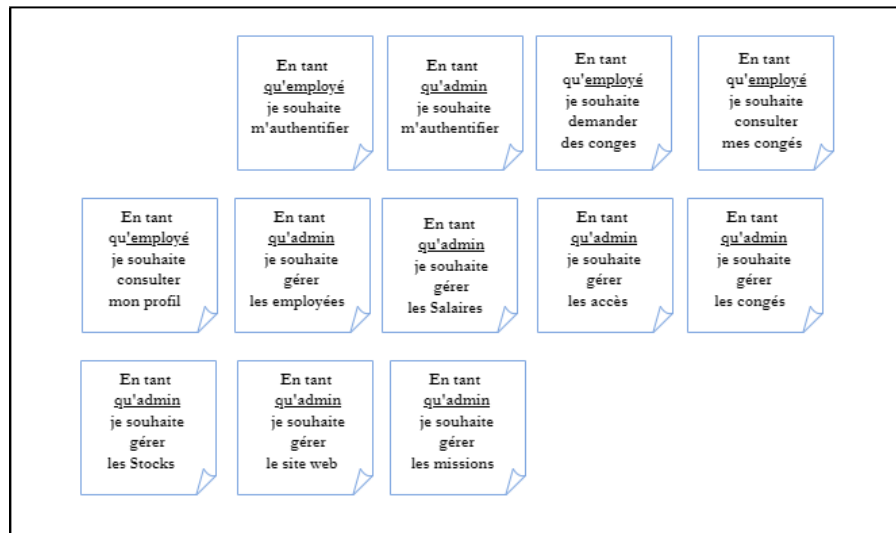 En tant
qu'employé
je souhaite
m'authentifier
En tant
qu'admin
je souhaite
m'authentifier
En tant
qu'employé
je souhaite
demander
des conges
En tant
qu'employé
je souhaite
consulter
mes congés
En tant
qu'employé
je souhaite
consulter
mon profil
En tant
qu'admin
je souhaite
gérer
les employées
En tant
qu'admin
je souhaite
gérer
les Salaires
En tant
qu'admin
je souhaite
gérer
les accès
En tant
qu'admin
je souhaite
gérer
les congés
En tant
qu'admin
je souhaite
gérer
les Stocks
En tant
qu'admin
je souhaite
gérer
le site web
En tant
qu'admin
je souhaite
gérer
les missions